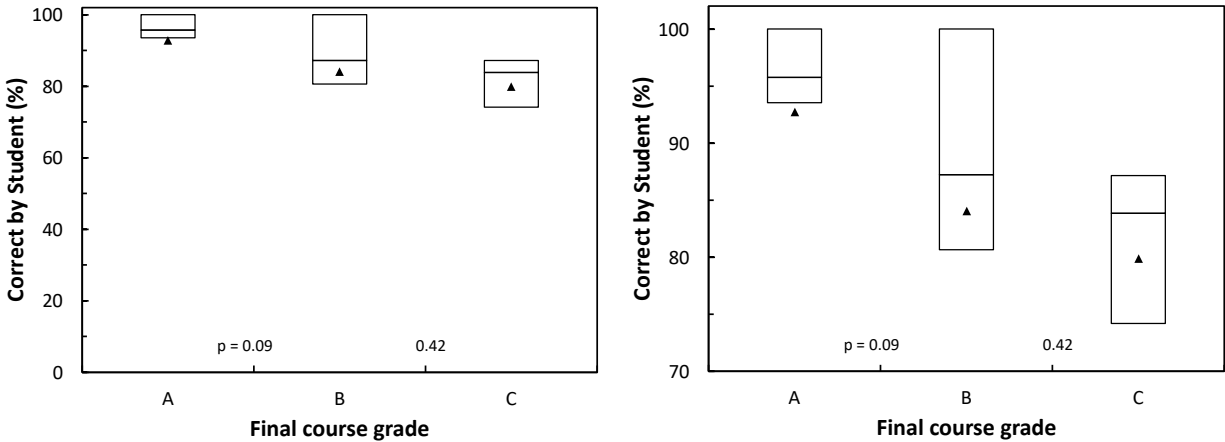 Correct by Student (%)
100
80
60
40
20
0
p = 0.09 0.42
A B C
Final course grade
Correct by Student (%)
100
90
80
70
p = 0.09 0.42
A B C
Final course grade